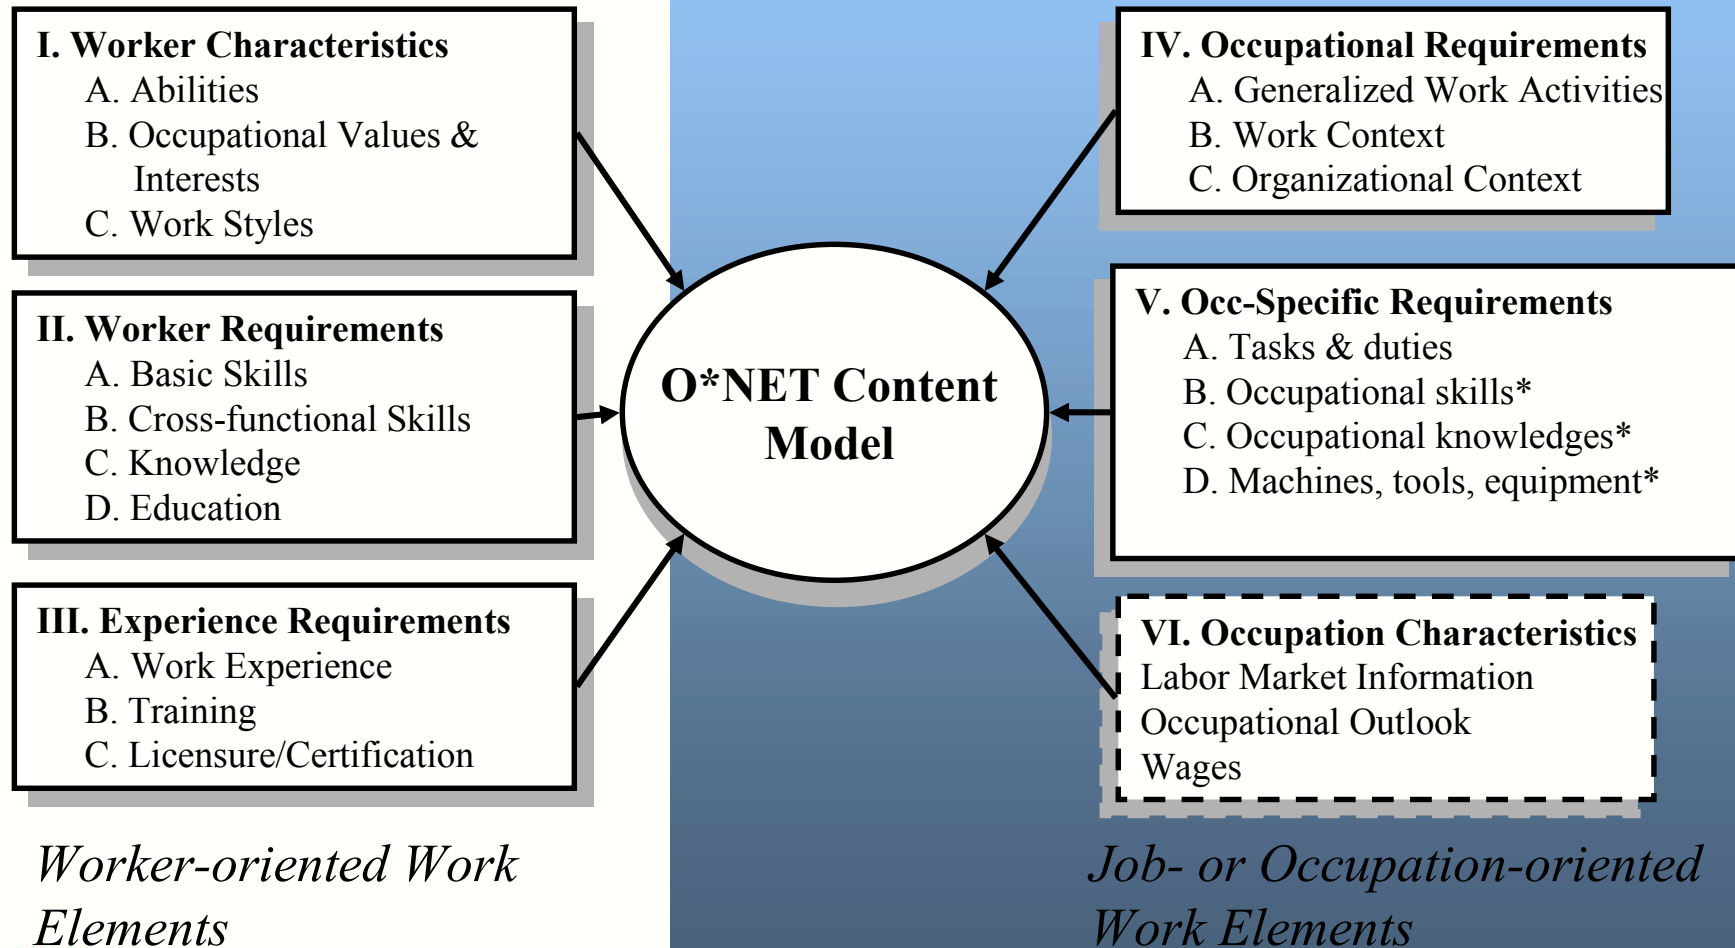 I. Worker Characteristics
A. Abilities
B. Occupational Values &
Interests
C. Work Styles
II. Worker Requirements
A. Basic Skills
B. Cross-functional Skills
C. Knowledge
D. Education
III. Experience Requirements
A. Work Experience
B. Training
C. Licensure/Certification
Worker-oriented Work
Elements
O*NET Content
Model
IV. Occupational Requirements
A. Generalized Work Activities
B. Work Context
C. Organizational Context
V. Occ-Specific Requirements
A. Tasks & duties
B. Occupational skills*
C. Occupational knowledges*
D. Machines, tools, equipment*
VI. Occupation Characteristics
Labor Market Information
Occupational Outlook
Wages
Job- or Occupation-oriented
Work Elements